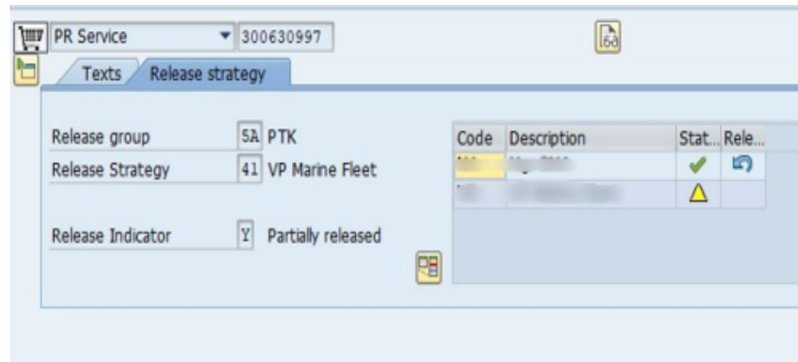 PR Service 300630997
Texts Release strategy
Release group 5A PTK
Release Strategy 41 VP Marine Fleet
Release Indicator Y Partially released
Code Description Stat... Rele...